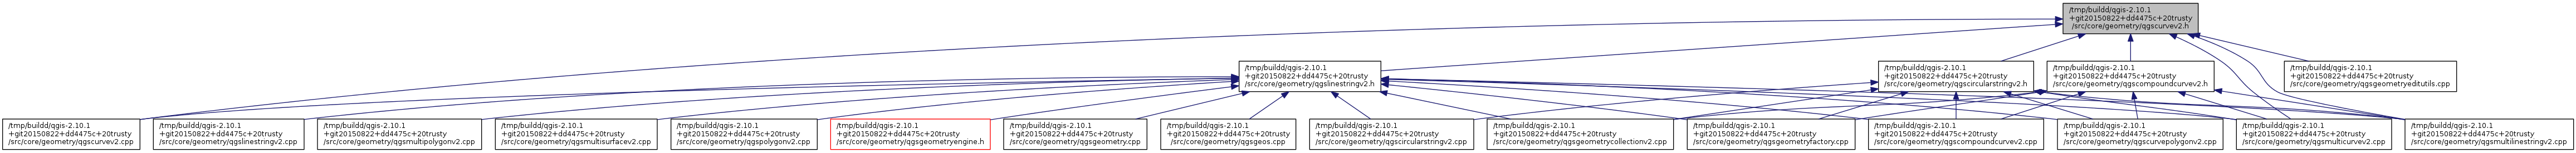 /tmp/buildd/qgis-2.10.1
+git20150822+dd4475c+20trusty
/src/core/geometry/qgscurvev2.h
/tmp/buildd/qgis-2.10.1
+git20150822+dd4475c+20trusty
/src/core/geometry/qgslinestringv2.h
/tmp/buildd/qgis-2.10.1
+git20150822+dd4475c+20trusty
/src/core/geometry/qgscircularstringv2.h
/tmp/buildd/qgis-2.10.1
+git20150822+dd4475c+20trusty
/src/core/geometry/qgscompoundcurvev2.h
/tmp/buildd/qgis-2.10.1
+git20150822+dd4475c+20trusty
/src/core/geometry/qgsgeometryeditutils.cpp
/tmp/buildd/qgis-2.10.1
+git20150822+dd4475c+20trusty
/src/core/geometry/qgscurvev2.cpp
/tmp/buildd/qgis-2.10.1
+git20150822+dd4475c+20trusty
/src/core/geometry/qgslinestringv2.cpp
/tmp/buildd/qgis-2.10.1
+git20150822+dd4475c+20trusty
/src/core/geometry/qgsmultipolygonv2.cpp
/tmp/buildd/qgis-2.10.1
+git20150822+dd4475c+20trusty
/src/core/geometry/qgsmultisurfacev2.cpp
/tmp/buildd/qgis-2.10.1
+git20150822+dd4475c+20trusty
/src/core/geometry/qgspolygonv2.cpp
/tmp/buildd/qgis-2.10.1
+git20150822+dd4475c+20trusty
/src/core/geometry/qgsgeometryengine.h
/tmp/buildd/qgis-2.10.1
+git20150822+dd4475c+20trusty
/src/core/geometry/qgsgeometry.cpp
/tmp/buildd/qgis-2.10.1
+git20150822+dd4475c+20trusty
/src/core/geometry/qgsgeos.cpp
/tmp/buildd/qgis-2.10.1
+git20150822+dd4475c+20trusty
/src/core/geometry/qgscircularstringv2.cpp
/tmp/buildd/qgis-2.10.1
+git20150822+dd4475c+20trusty
/src/core/geometry/qgsgeometrycollectionv2.cpp
/tmp/buildd/qgis-2.10.1
+git20150822+dd4475c+20trusty
/src/core/geometry/qgsgeometryfactory.cpp
/tmp/buildd/qgis-2.10.1
+git20150822+dd4475c+20trusty
/src/core/geometry/qgscompoundcurvev2.cpp
/tmp/buildd/qgis-2.10.1
+git20150822+dd4475c+20trusty
/src/core/geometry/qgscurvepolygonv2.cpp
/tmp/buildd/qgis-2.10.1
+git20150822+dd4475c+20trusty
/src/core/geometry/qgsmulticurvev2.cpp
/tmp/buildd/qgis-2.10.1
+git20150822+dd4475c+20trusty
/src/core/geometry/qgsmultilinestringv2.cpp